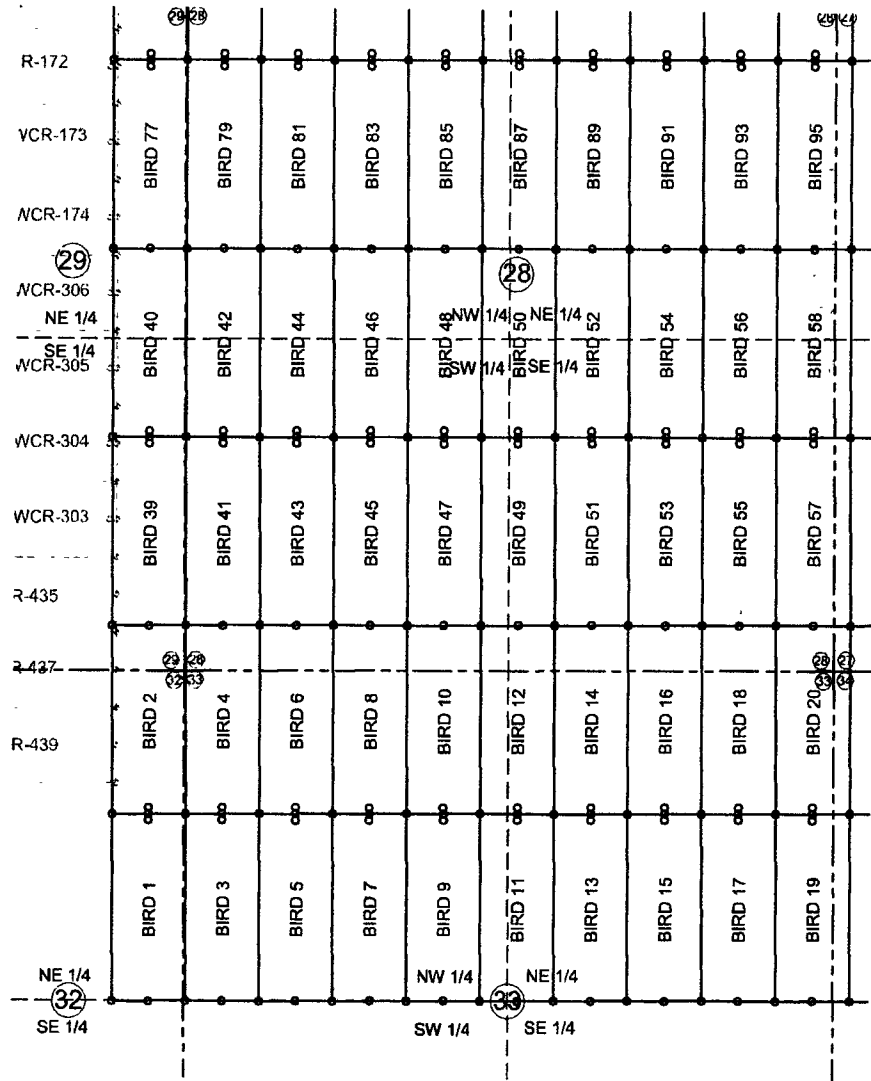 29 28 28 27
R-172
VCR-173
BIRD 77 BIRD 79 BIRD 81 BIRD 83 BIRD 85 BIRD 87 BIRD 89 BIRD 91 BIRD 93 BIRD 95
WCR-174
29 28
WCR-306
NE 1/4 NW 1/4 NE 1/4
BIRD 40 BIRD 42 BIRD 44 BIRD 46 BIRD 48 BIRD 50 BIRD 52 BIRD 54 BIRD 56 BIRD 58
SE 1/4 SW 1/4 SE 1/4
WCR-305
WCR-304
WCR-303
BIRD 39 BIRD 41 BIRD 43 BIRD 45 BIRD 47 BIRD 49 BIRD 51 BIRD 53 BIRD 55 BIRD 57
R-435
29 28 28 27
R-437
32 33 33 34
BIRD 2 BIRD 4 BIRD 6 BIRD 8 BIRD 10 BIRD 12 BIRD 14 BIRD 16 BIRD 18 BIRD 20
R-439
BIRD 1 BIRD 3 BIRD 5 BIRD 7 BIRD 9 BIRD 11 BIRD 13 BIRD 15 BIRD 17 BIRD 19
NE 1/4 NW 1/4 NE 1/4
32 33
SE 1/4 SW 1/4 SE 1/4